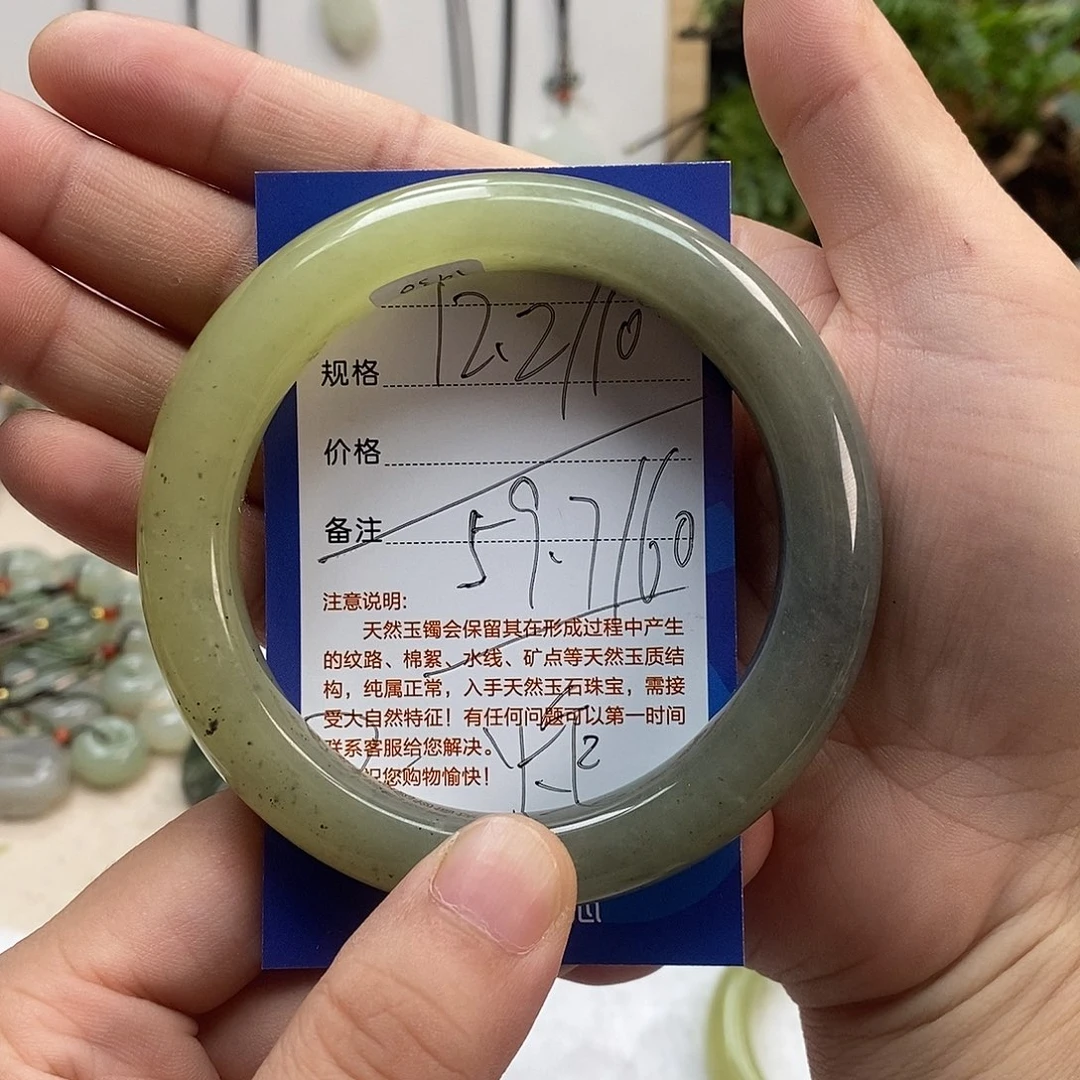 1930
规格 12.2/10
价格
备注 59.7/60
注意说明:
天然玉镯会保留其在形成过程中产生
的纹路、棉絮、水线、矿点等天然玉质结
构，纯属正常，入手天然玉石珠宝，需接
受大自然特征！有任何问题可以第一时间
联系客服给您解决。
您购物愉快！